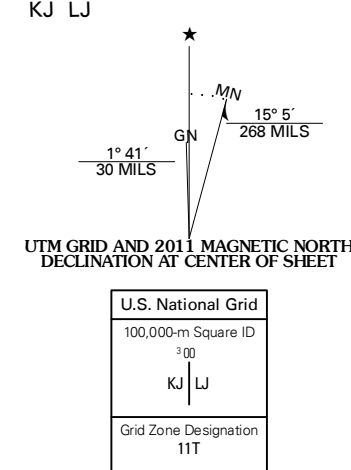 KJ LJ
★
MN
15° 5´
268 MILS
GN
1° 41´
30 MILS
UTM GRID AND 2011 MAGNETIC NORTH
DECLINATION AT CENTER OF SHEET
U.S. National Grid
100,000-m Square ID
³00
KJ LJ
Grid Zone Designation
11T